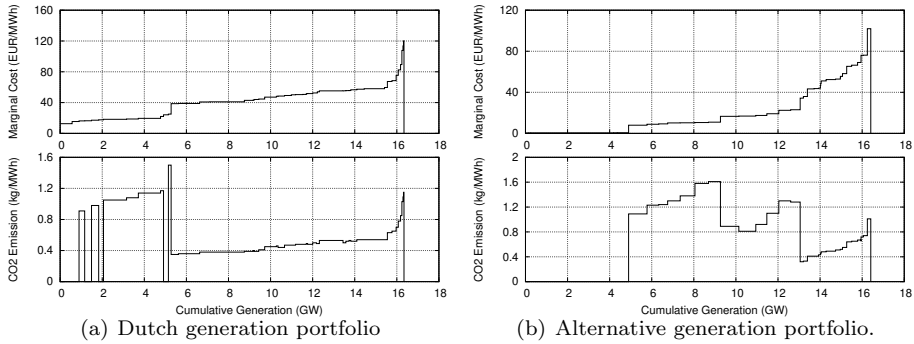 Marginal Cost (EUR/MWh)
160
120
80
40
0
0 2 4 6 8 10 12 14 16 18
CO2 Emission (kg/MWh)
1.6
1.2
0.8
0.4
0
0 2 4 6 8 10 12 14 16 18
Cumulative Generation (GW)
(a) Dutch generation portfolio
Marginal Cost (EUR/MWh)
120
80
40
0
0 2 4 6 8 10 12 14 16 18
CO2 Emission (kg/MWh)
2
1.6
1.2
0.8
0.4
0
0 2 4 6 8 10 12 14 16 18
Cumulative Generation (GW)
(b) Alternative generation portfolio.